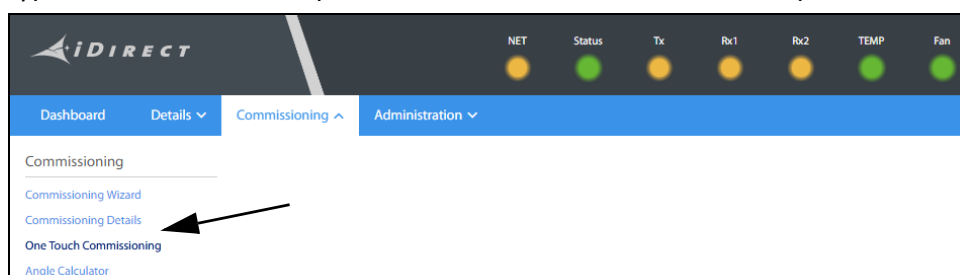 iDIRECT
NET Status Tx Rx1 Rx2 TEMP Fan
Dashboard Details Commissioning Administration
Commissioning
Commissioning Wizard
Commissioning Details
One Touch Commissioning
Angle Calculator